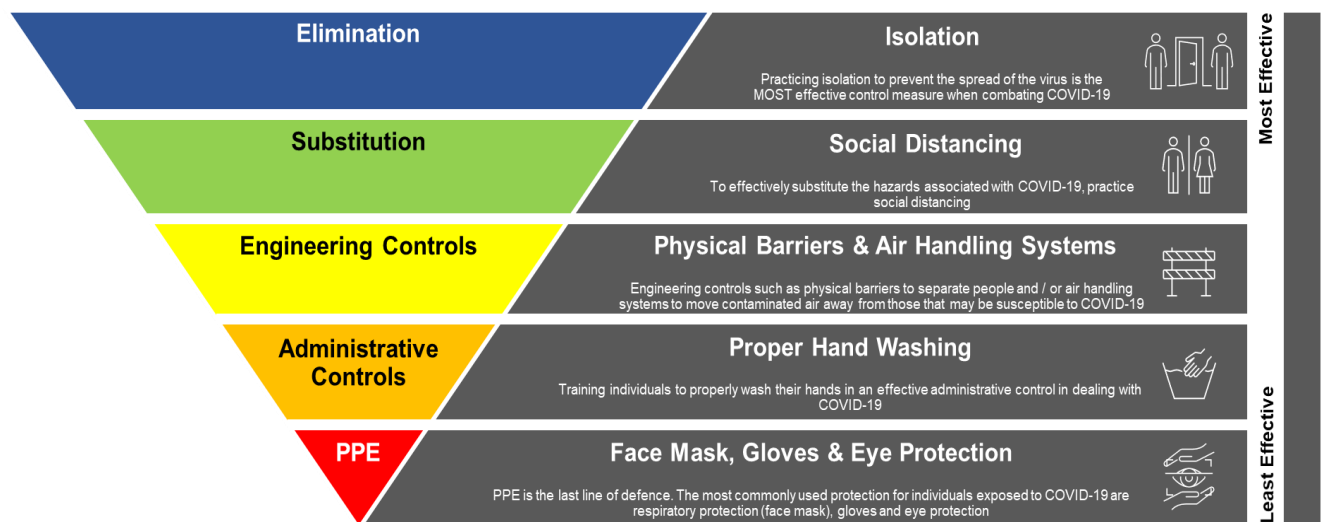 Elimination
Isolation
Practicing isolation to prevent the spread of the virus is the
MOST effective control measure when combating COVID-19
Most Effective
Substitution
Social Distancing
To effectively substitute the hazards associated with COVID-19, practice
social distancing
Engineering Controls
Physical Barriers & Air Handling Systems
Engineering controls such as physical barriers to separate people and / or air handling
systems to move contaminated air away from those that may be susceptible to COVID-19
Administrative
Controls
Proper Hand Washing
Training individuals to properly wash their hands in an effective administrative control in dealing with
COVID-19
PPE
Face Mask, Gloves & Eye Protection
PPE is the last line of defence. The most commonly used protection for individuals exposed to COVID-19 are
respiratory protection (face mask), gloves and eye protection
Least Effective